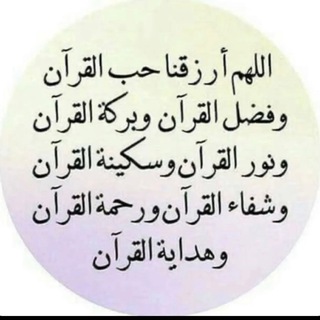 اللهم أرزقنا حب القرآن
وفضل القرآن وبركة القرآن
ونور القرآن وسكينة القرآن
وشفاء القرآن ورحمة القرآن
وهداية القرآن